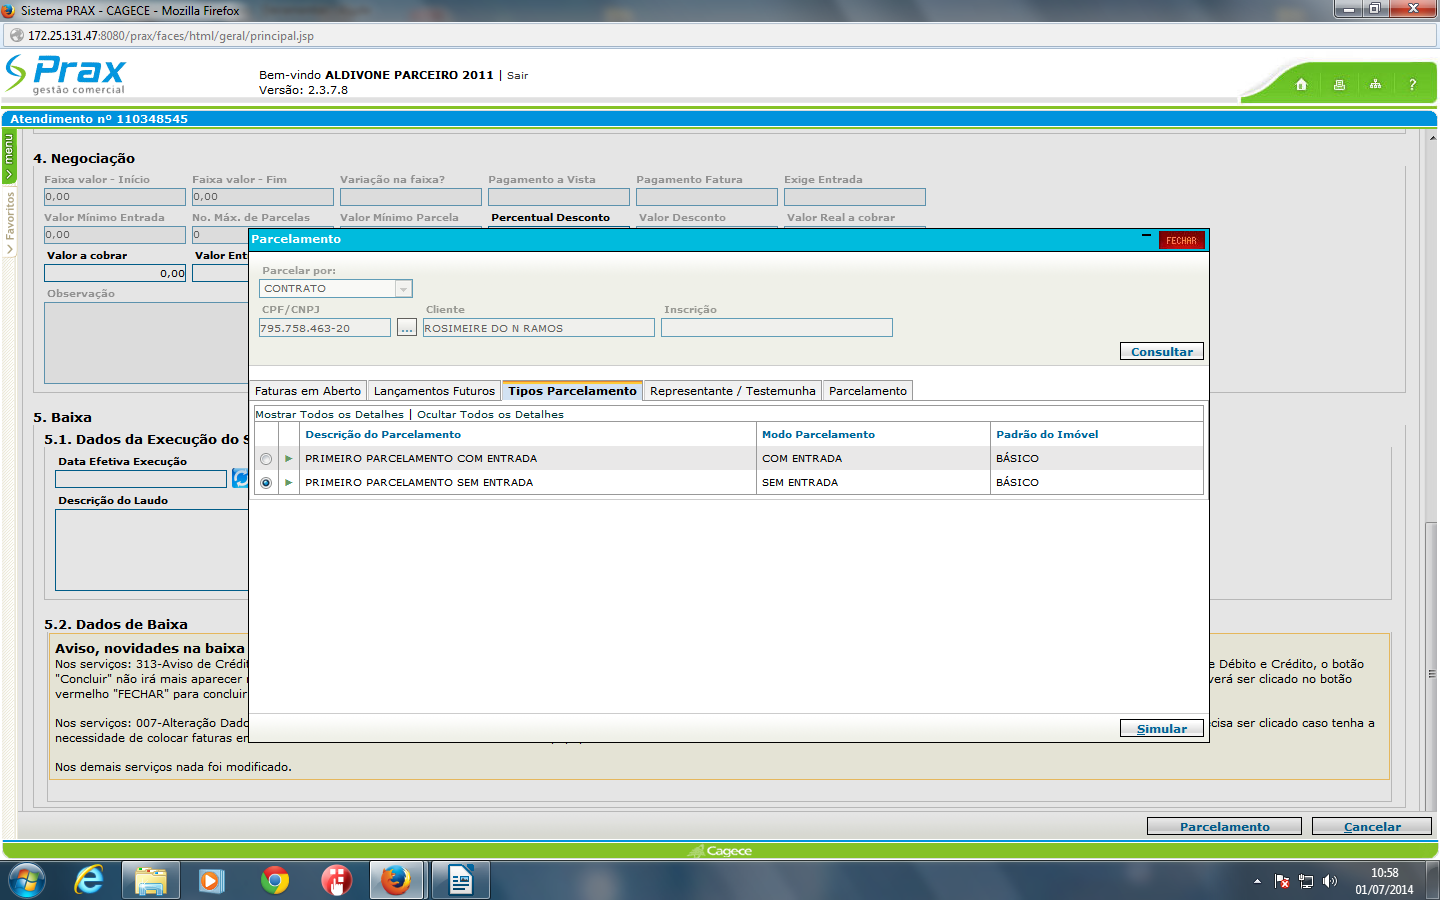 Sistema PRAX - CAGECE - Mozilla Firefox
172.25.131.47:8080/prax/faces/html/geral/principal.jsp
Prax
gestão comercial
Bem-vindo ALDIVONE PARCEIRO 2011 | Sair
Versão: 2.3.7.8
?
Atendimento nº 110348545
menu
Favoritos
4. Negociação
Faixa valor - Início Faixa valor - Fim Variação na faixa? Pagamento a Vista Pagamento Fatura Exige Entrada
0,00 0,00
Valor Mínimo Entrada No. Máx. de Parcelas Valor Mínimo Parcela Percentual Desconto Valor Desconto Valor Real a cobrar
0,00 0
Valor a cobrar Valor Ent
0,00
Observação
Parcelamento
FECHAR
Parcelar por:
CONTRATO
CPF/CNPJ Cliente Inscrição
795.758.463-20 ... ROSIMEIRE DO N RAMOS
Consultar
Faturas em Aberto Lançamentos Futuros Tipos Parcelamento Representante / Testemunha Parcelamento
Mostrar Todos os Detalhes | Ocultar Todos os Detalhes
Descrição do Parcelamento Modo Parcelamento Padrão do Imóvel
PRIMEIRO PARCELAMENTO COM ENTRADA COM ENTRADA BÁSICO
PRIMEIRO PARCELAMENTO SEM ENTRADA SEM ENTRADA BÁSICO
Simular
5. Baixa
5.1. Dados da Execução do S
Data Efetiva Execução
Descrição do Laudo
5.2. Dados de Baixa
Aviso, novidades na baixa
Nos serviços: 313-Aviso de Crédit e Débito e Crédito, o botão
"Concluir" não irá mais aparecer verá ser clicado no botão
vermelho "FECHAR" para concluir
Nos serviços: 007-Alteração Dado cisa ser clicado caso tenha a
necessidade de colocar faturas en
Nos demais serviços nada foi modificado.
Parcelamento Cancelar
Cagece
10:58
01/07/2014